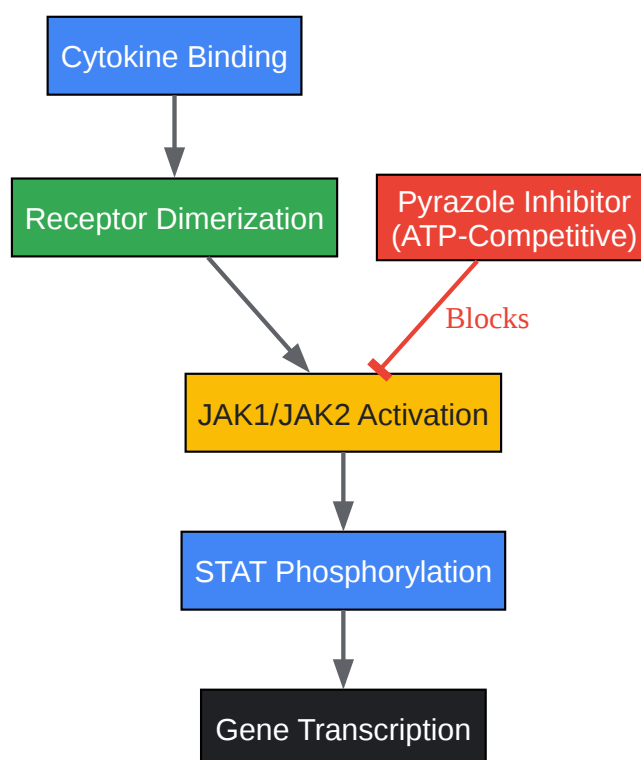 Cytokine Binding
Receptor Dimerization
Pyrazole Inhibitor
(ATP-Competitive)
Blocks
JAK1/JAK2 Activation
STAT Phosphorylation
Gene Transcription